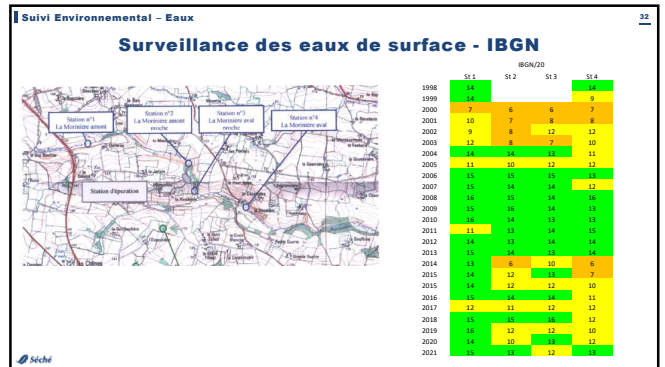 Suivi Environnemental – Eaux
32
Surveillance des eaux de surface - IBGN
Station n°1
La Morinière amont
Station n°2
La Morinière amont
proche
Station n°3
La Morinière aval
proche
Station n°4
La Morinière aval
Station d'épuration
IBGN/20
St 1 St 2 St 3 St 4
1998 14 14
1999 14 9
2000 7 6 6 7
2001 10 7 8 8
2002 9 8 12 12
2003 12 8 7 10
2004 14 14 13 11
2005 11 10 12 12
2006 15 15 15 13
2007 15 14 14 12
2008 16 15 14 16
2009 15 16 14 13
2010 16 14 13 13
2011 11 13 14 15
2012 14 13 14 14
2013 15 14 13 14
2014 13 6 10 6
2015 14 12 13 7
2015 14 12 12 10
2016 15 14 14 11
2017 12 11 12 12
2018 15 15 16 12
2019 16 12 12 10
2020 14 10 13 12
2021 15 13 12 13
Séché